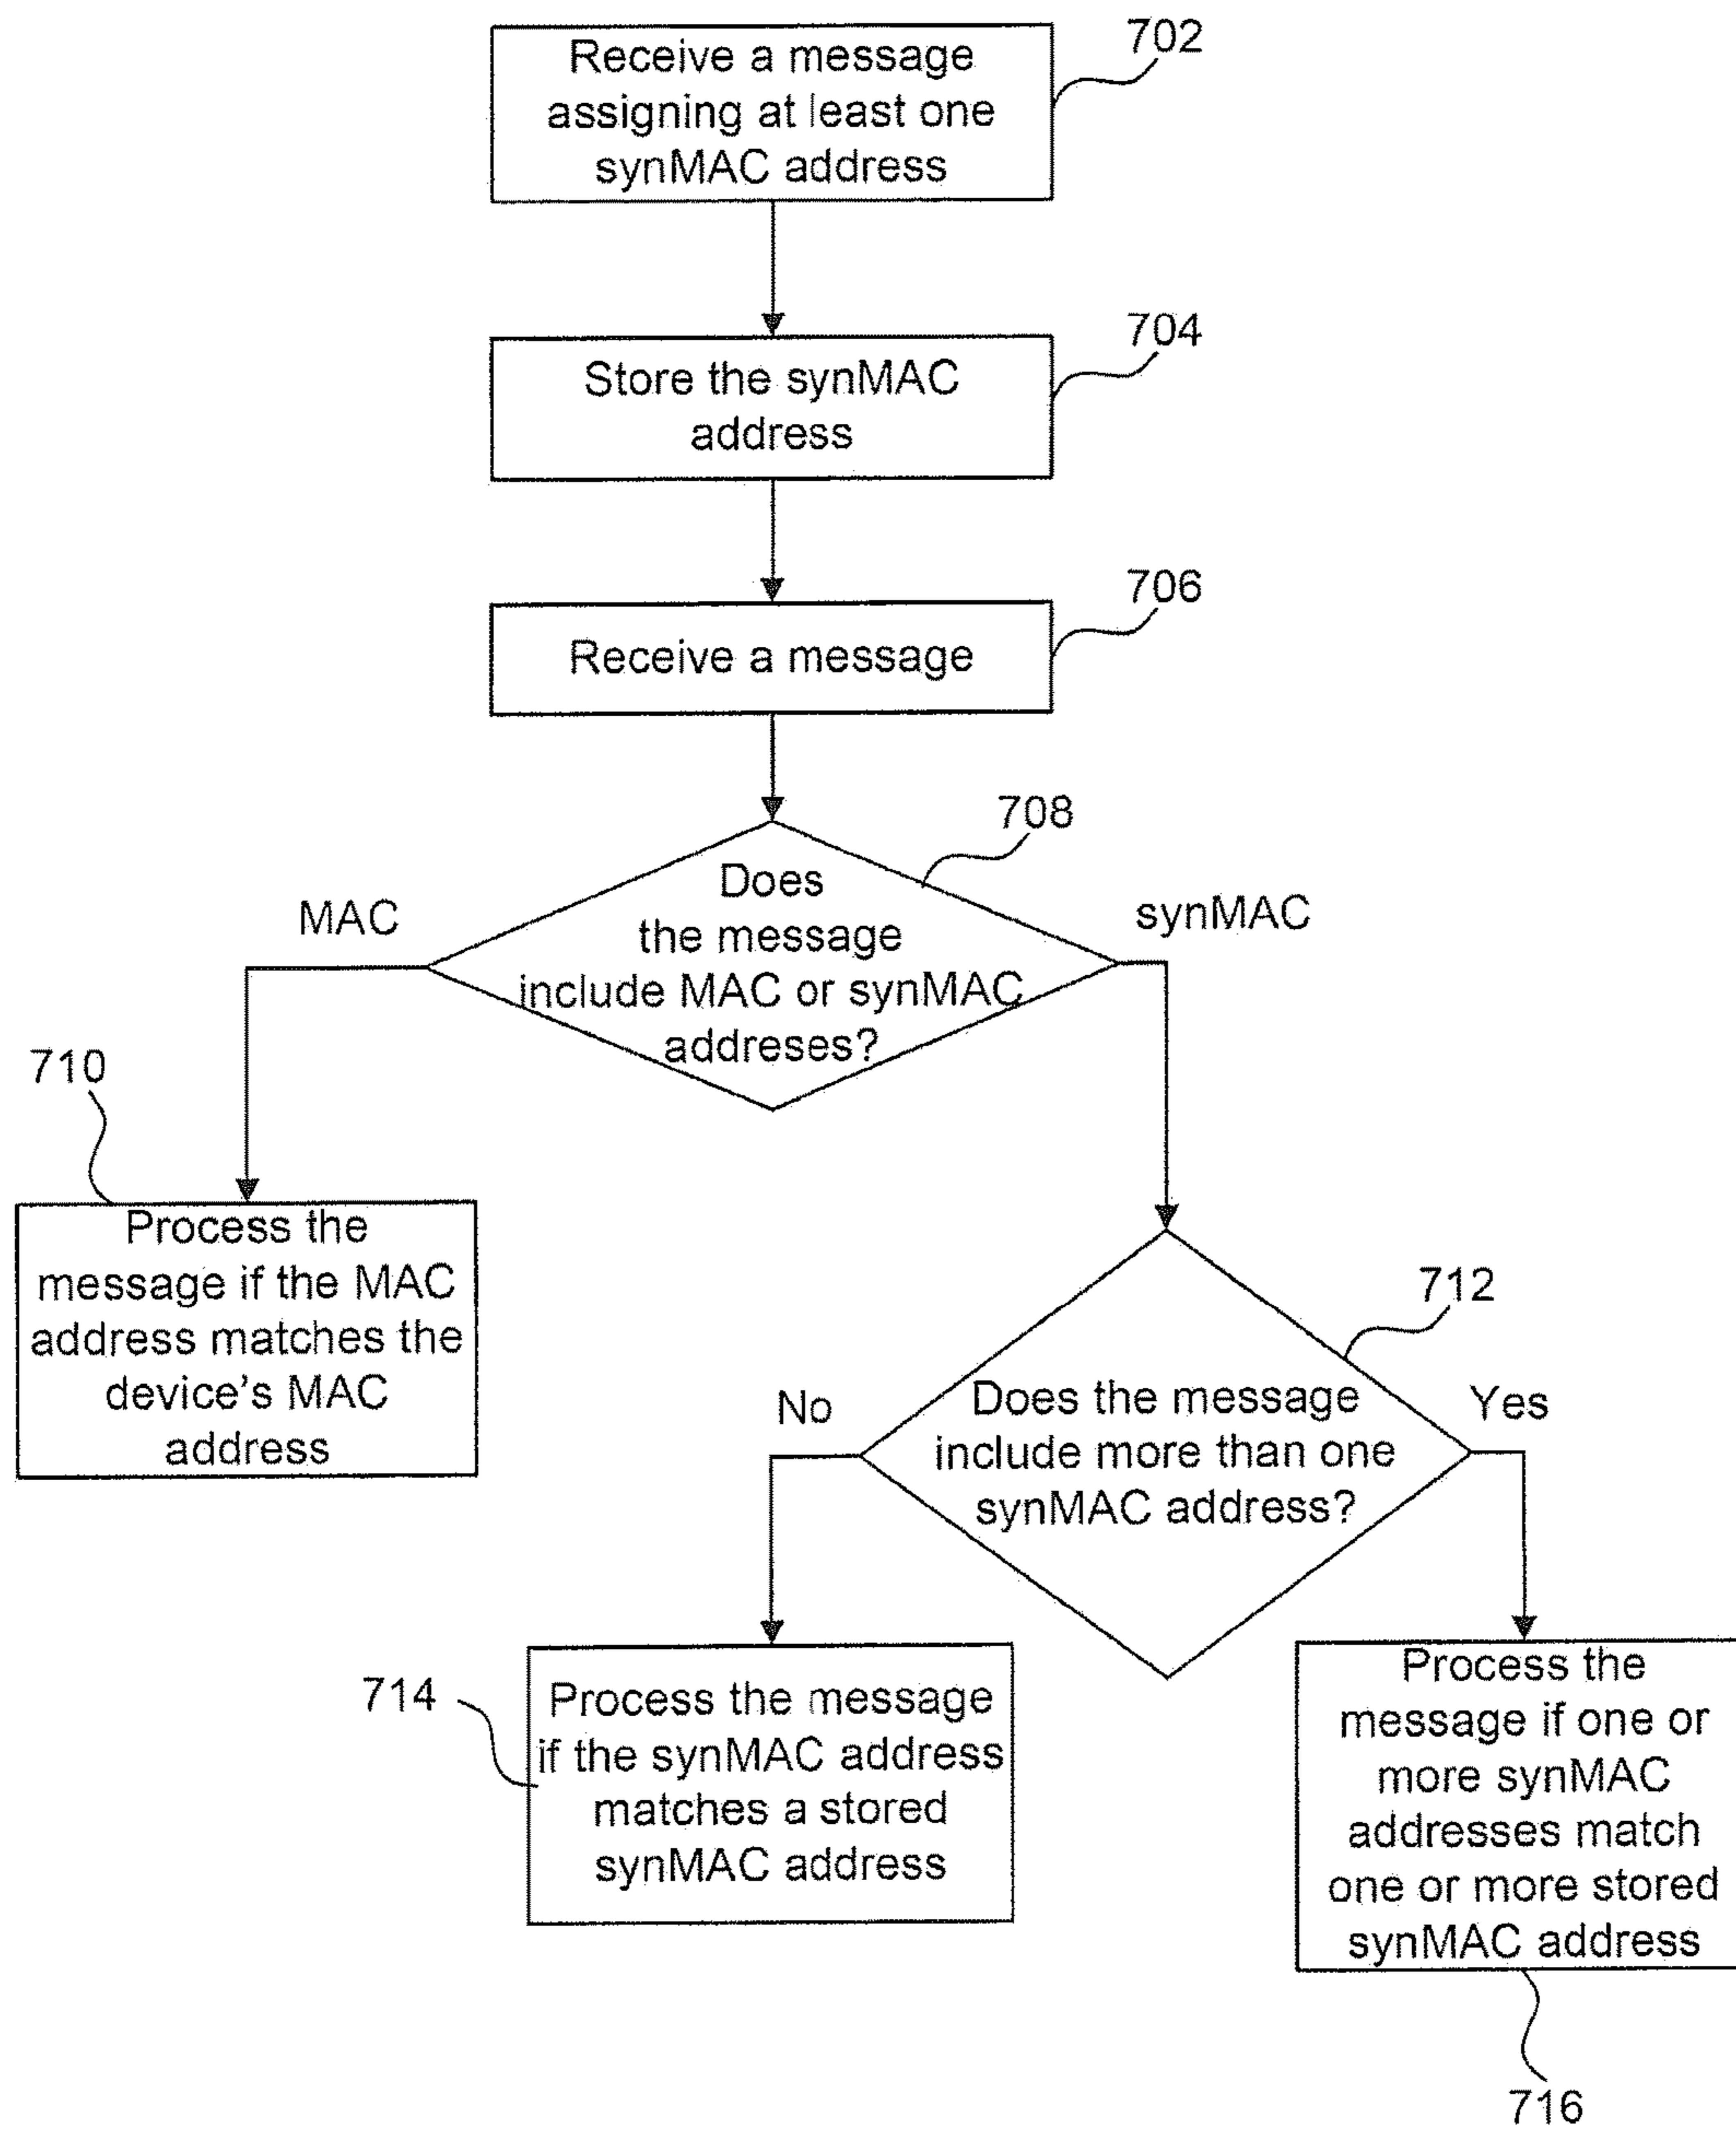 Receive a message
assigning at least one
synMAC address
702
Store the synMAC
address
704
Receive a message
706
708
Does
the message
include MAC or synMAC
addreses?
MAC
synMAC
710
Process the
message if the MAC
address matches the
device's MAC
address
712
Does the message
include more than one
synMAC address?
No
Yes
714
Process the message
if the synMAC address
matches a stored
synMAC address
Process the
message if one or
more synMAC
addresses match
one or more stored
synMAC address
716